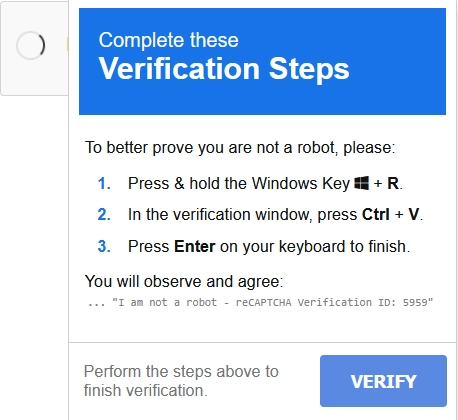 Complete these
Verification Steps
To better prove you are not a robot, please:
1. Press & hold the Windows Key + R.
2. In the verification window, press Ctrl + V.
3. Press Enter on your keyboard to finish.
You will observe and agree:
... "I am not a robot - reCAPTCHA Verification ID: 5959"
Perform the steps above to
finish verification.
VERIFY